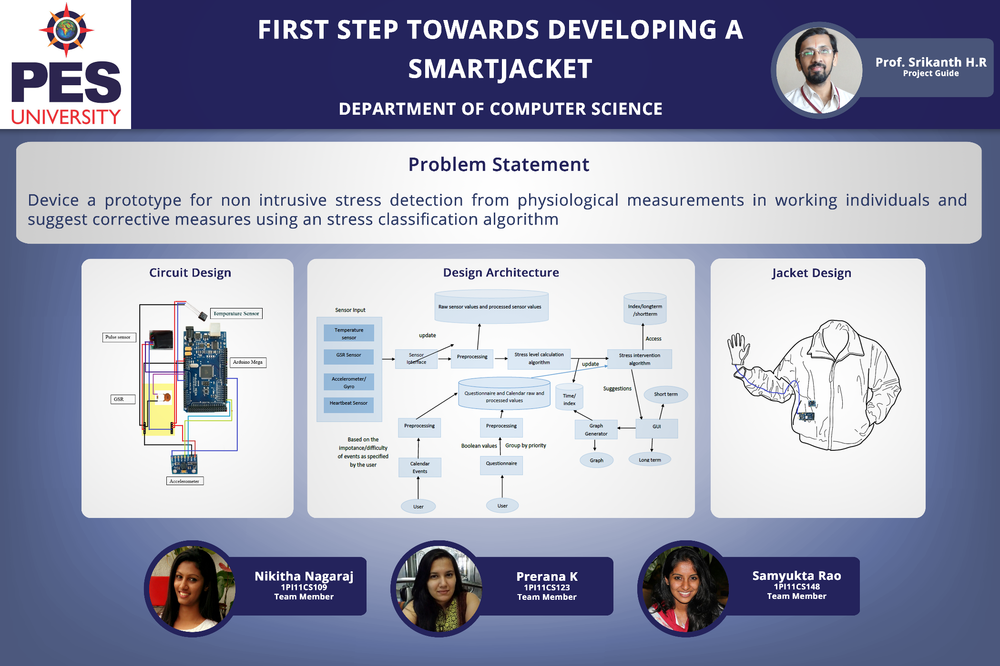 PES
UNIVERSITY
FIRST STEP TOWARDS DEVELOPING A
SMARTJACKET
DEPARTMENT OF COMPUTER SCIENCE
Prof. Srikanth H.R
Project Guide
Problem Statement
Device a prototype for non intrusive stress detection from physiological measurements in working individuals and
suggest corrective measures using an stress classification algorithm
Circuit Design
Temperature Sensor
Pulse sensor
Arduino Mega
GSR
Accelerometer
Design Architecture
Sensor Input
Temperature
sensor
GSR Sensor
Accelerometer/
Gyro
Heartbeat Sensor
Raw sensor values and processed sensor values
update
Sensor
Interface
Preprocessing
Stress level calculation
algorithm
update
Stress intervention
algorithm
Access
Index/longterm
/shortterm
Questionnaire and Calendar raw and
processed values
Time/
index
Suggestions
Short term
Preprocessing
Preprocessing
Graph
Generator
GUI
Based on the
impotance/difficulty
of events as specified
by the user
Boolean values
Group by priority
Calendar
Events
Questionnaire
Graph
Long term
User
User
Jacket Design
Nikitha Nagaraj
1PI11CS109
Team Member
Prerana K
1PI11CS123
Team Member
Samyukta Rao
1PI11CS148
Team Member